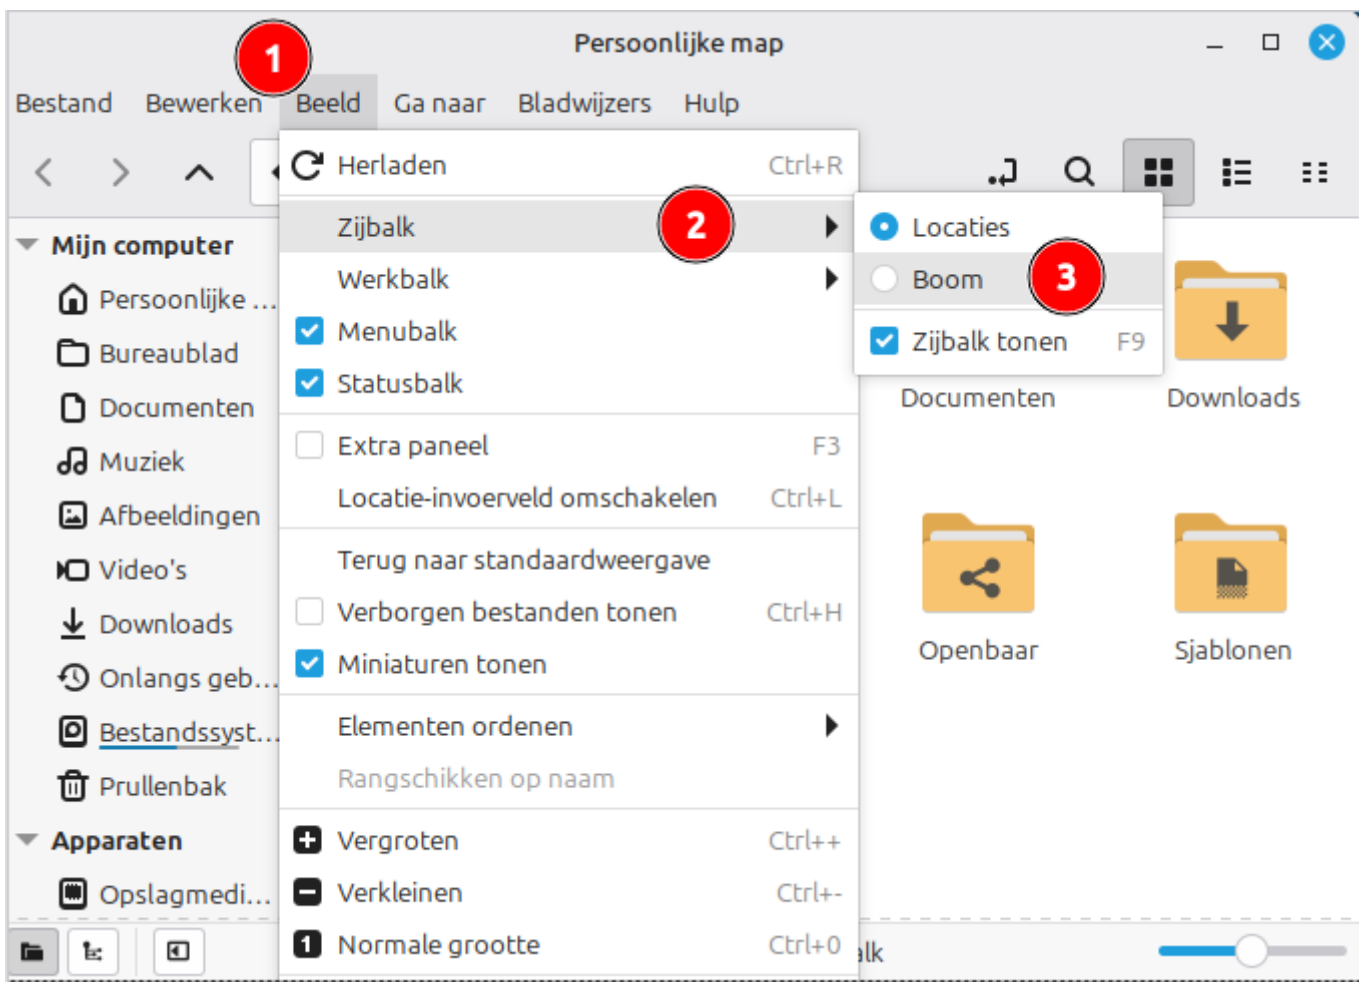 Persoonlijke map
1
Bestand Bewerken Beeld Ga naar Bladwijzers Hulp
Herladen Ctrl+R
Zijbalk 2
Werkbalk
Menubalk
Statusbalk
Extra paneel F3
Locatie-invoerveld omschakelen Ctrl+L
Terug naar standaardweergave
Verborgen bestanden tonen Ctrl+H
Miniaturen tonen
Elementen ordenen
Rangschikken op naam
Vergroten Ctrl++
Verkleinen Ctrl+-
1 Normale grootte Ctrl+0
Locaties
Boom 3
Zijbalk tonen F9
Mijn computer
Persoonlijke ...
Bureaublad
Documenten
Muziek
Afbeeldingen
Video's
Downloads
Onlangs geb...
Bestandssyst...
Prullenbak
Apparaten
Opslagmedi...
Documenten Downloads
Openbaar Sjablonen
alk